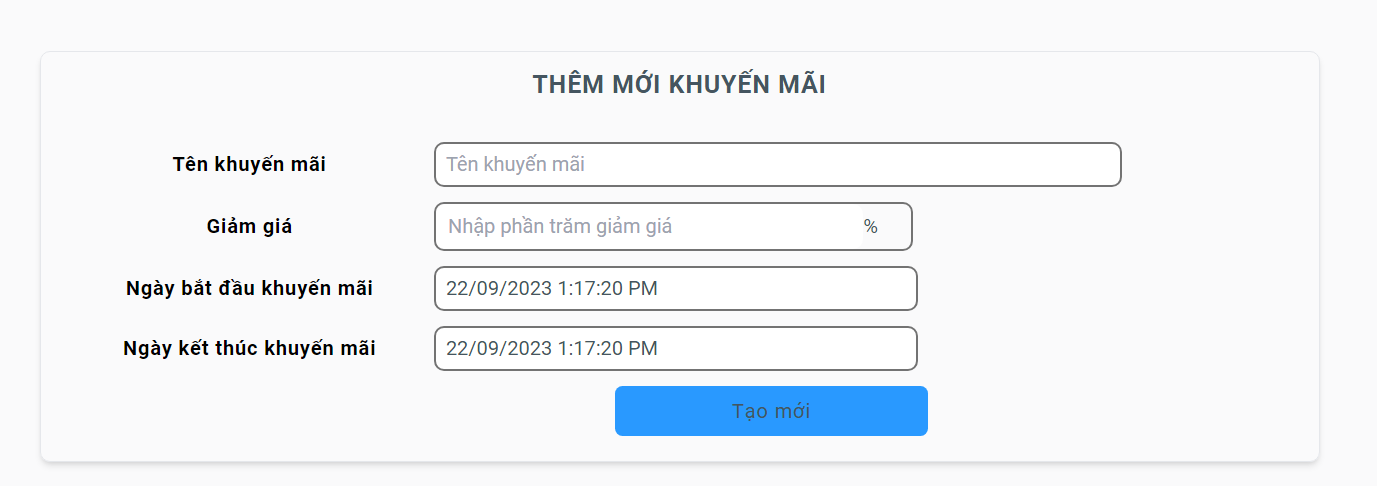 THÊM MỚI KHUYẾN MÃI
Tên khuyến mãi Tên khuyến mãi
Giảm giá Nhập phần trăm giảm giá %
Ngày bắt đầu khuyến mãi 22/09/2023 1:17:20 PM
Ngày kết thúc khuyến mãi 22/09/2023 1:17:20 PM
Tạo mới